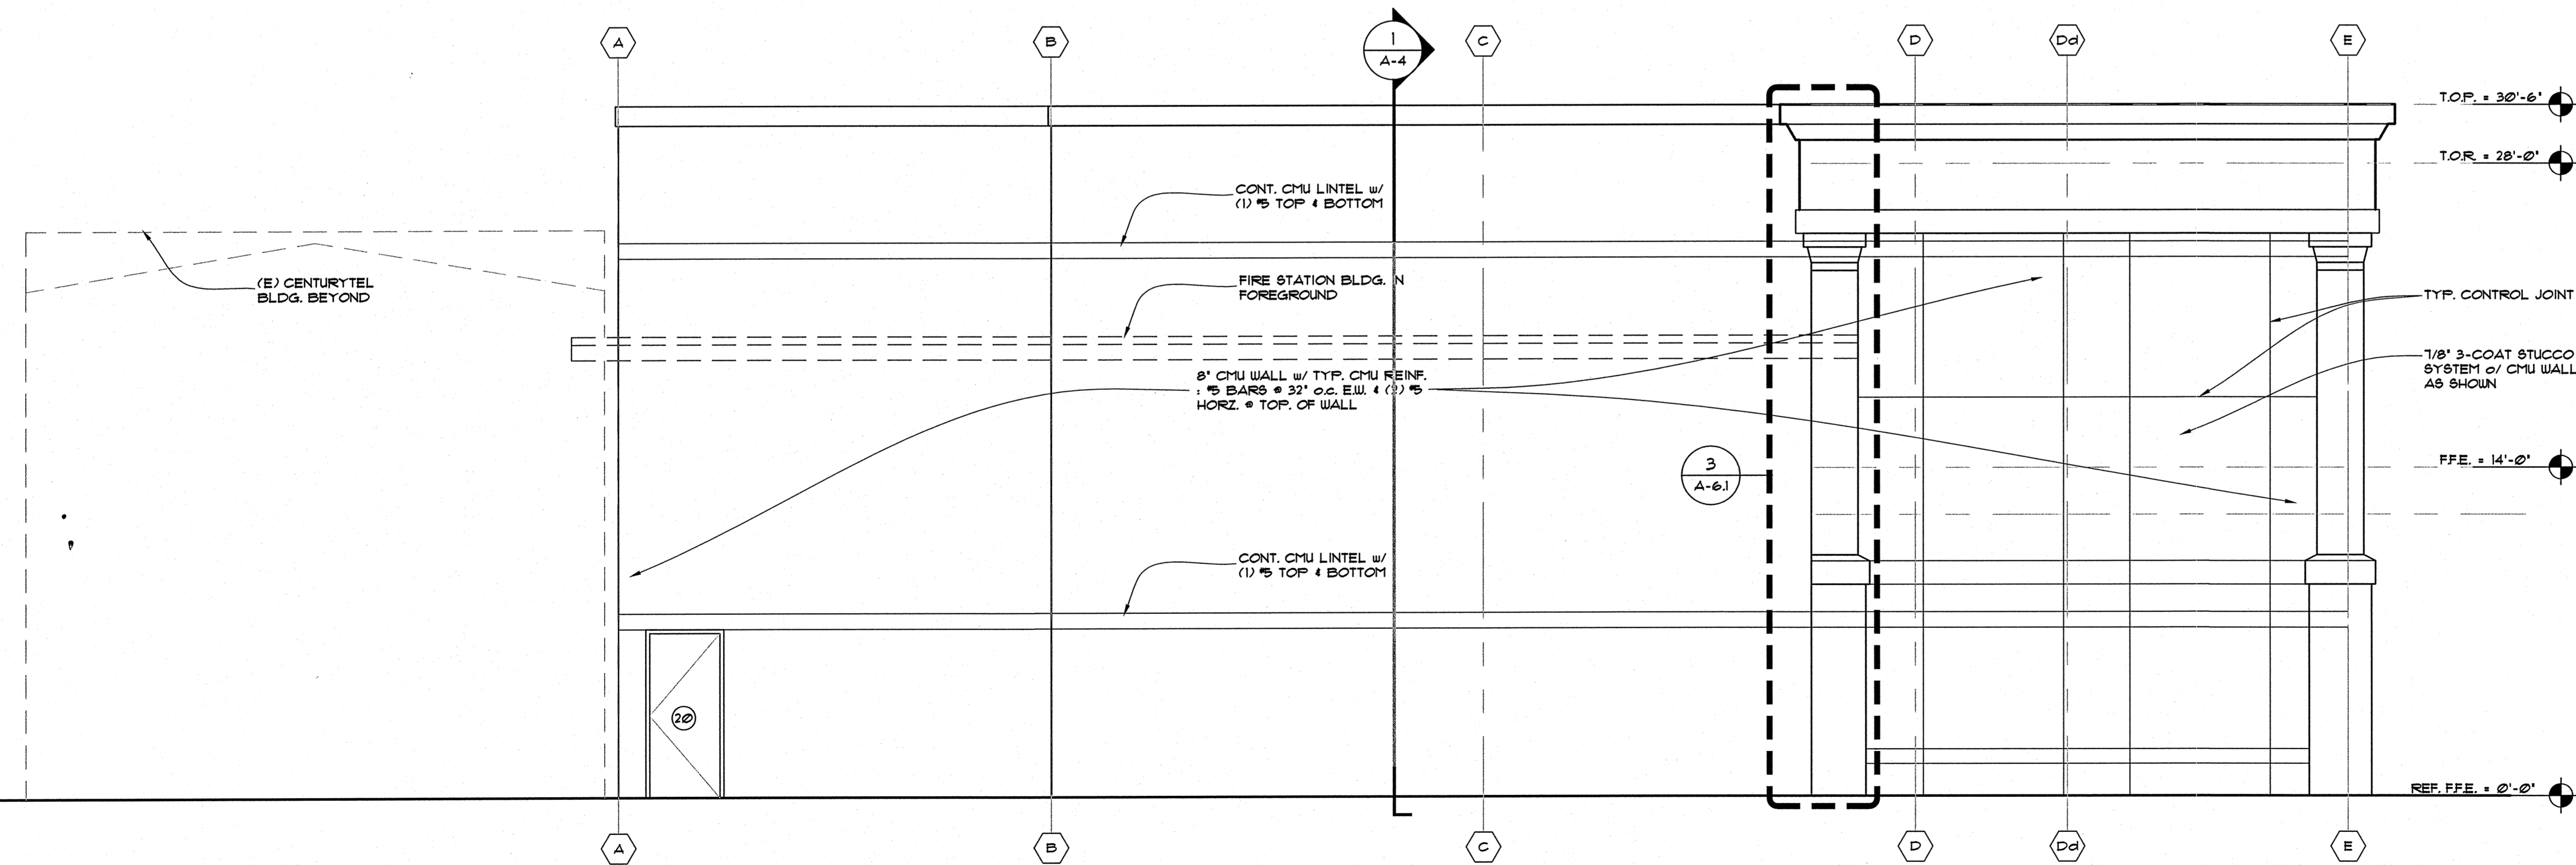 A
B
1
A-4
C
D
Dd
E
T.O.P. = 30'-6"
T.O.R. = 28'-0"
CONT. CMU LINTEL w/
(1) #5 TOP & BOTTOM
(E) CENTURYTEL
BLDG. BEYOND
FIRE STATION BLDG. IN
FOREGROUND
TYP. CONTROL JOINT
7/8" 3-COAT STUCCO
SYSTEM o/ CMU WALL
AS SHOWN
8" CMU WALL w/ TYP. CMU REINF.
: #5 BARS @ 32" o.c. E.W. & (2) #5
HORZ. @ TOP. OF WALL
3
A-6.1
F.F.E. = 14'-0"
CONT. CMU LINTEL w/
(1) #5 TOP & BOTTOM
20
REF. F.F.E. = 0'-0"
A
B
C
D
Dd
E